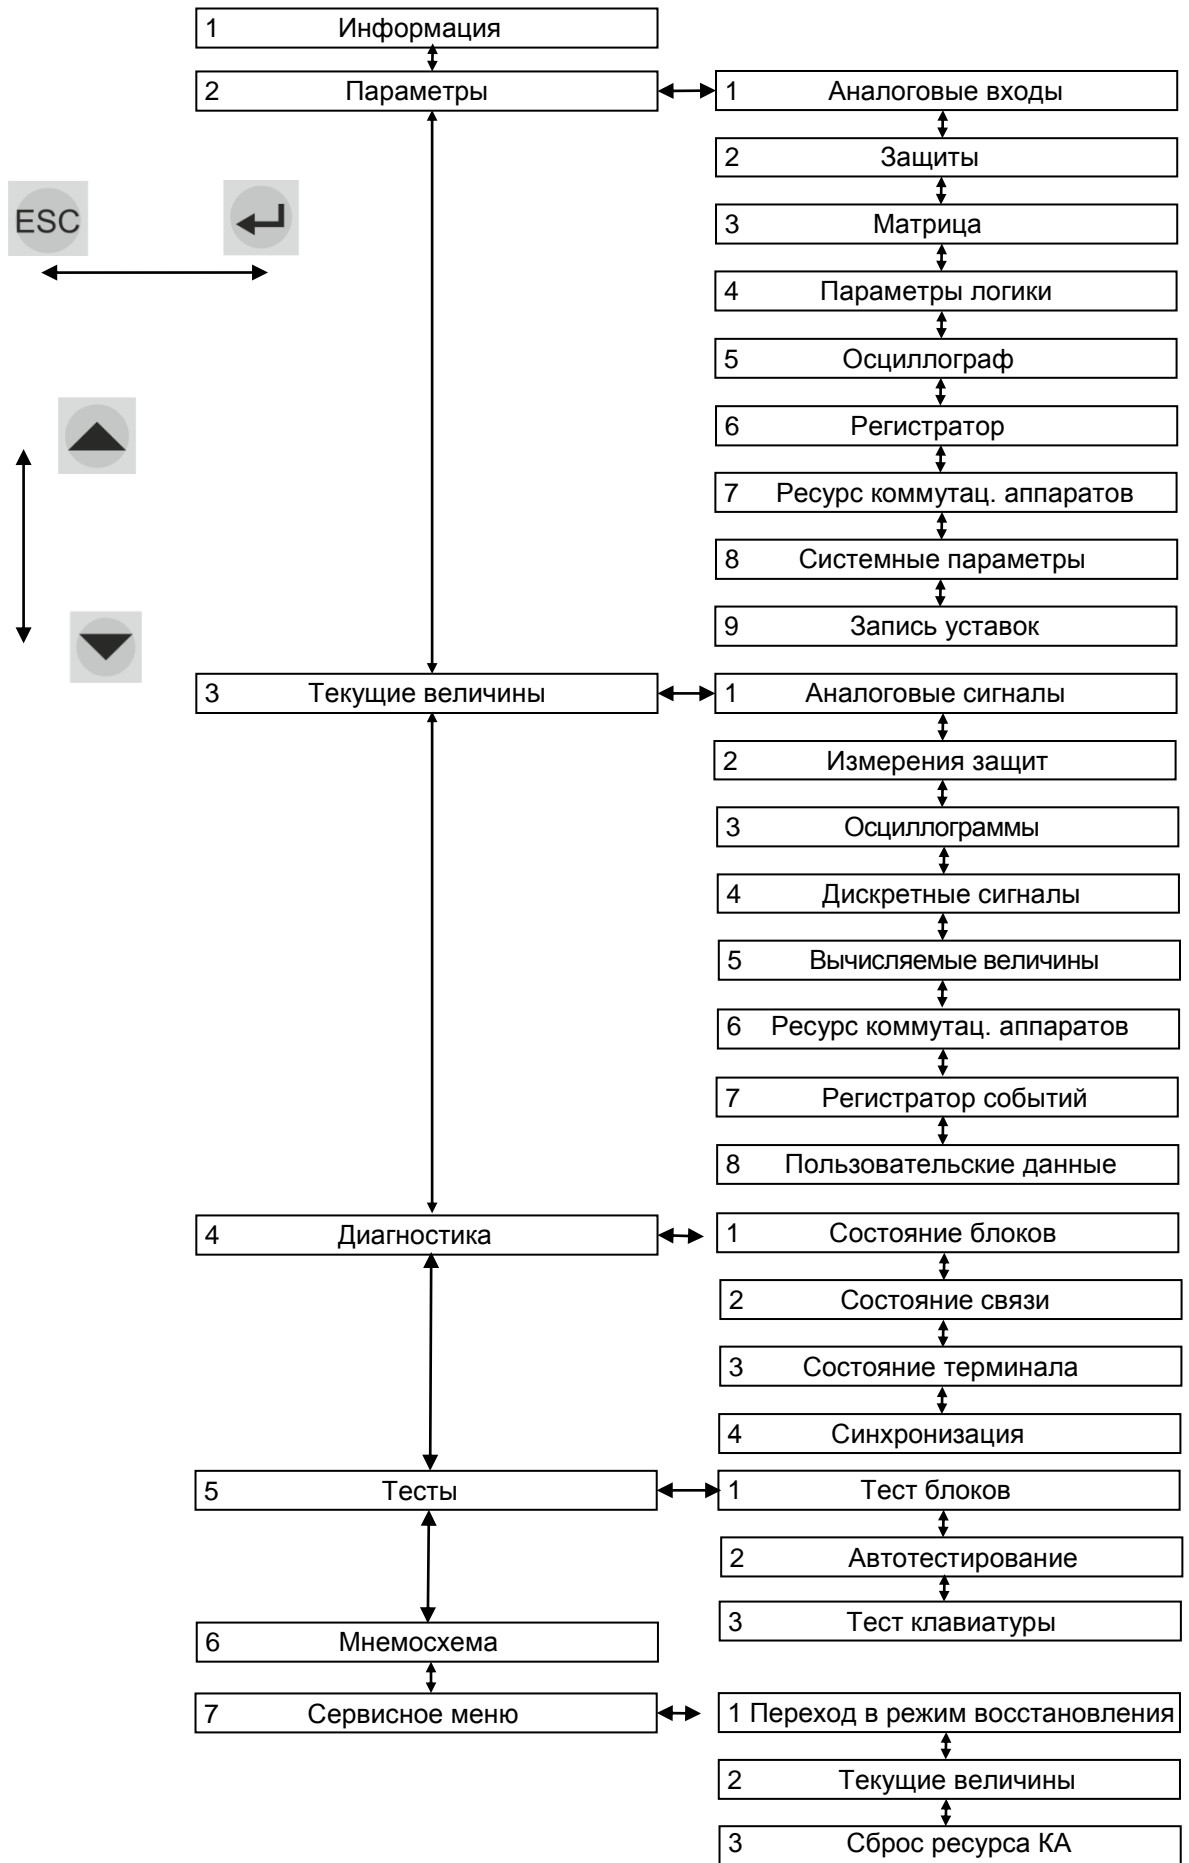 1 Информация
2 Параметры
1 Аналоговые входы
2 Защиты
ESC
3 Матрица
4 Параметры логики
5 Осциллограф
6 Регистратор
7 Ресурс коммутац. аппаратов
8 Системные параметры
9 Запись уставок
3 Текущие величины
1 Аналоговые сигналы
2 Измерения защит
3 Осциллограммы
4 Дискретные сигналы
5 Вычисляемые величины
6 Ресурс коммутац. аппаратов
7 Регистратор событий
8 Пользовательские данные
4 Диагностика
1 Состояние блоков
2 Состояние связи
3 Состояние терминала
4 Синхронизация
5 Тесты
1 Тест блоков
2 Автотестирование
3 Тест клавиатуры
6 Мнемосхема
7 Сервисное меню
1 Переход в режим восстановления
2 Текущие величины
3 Сброс ресурса КА